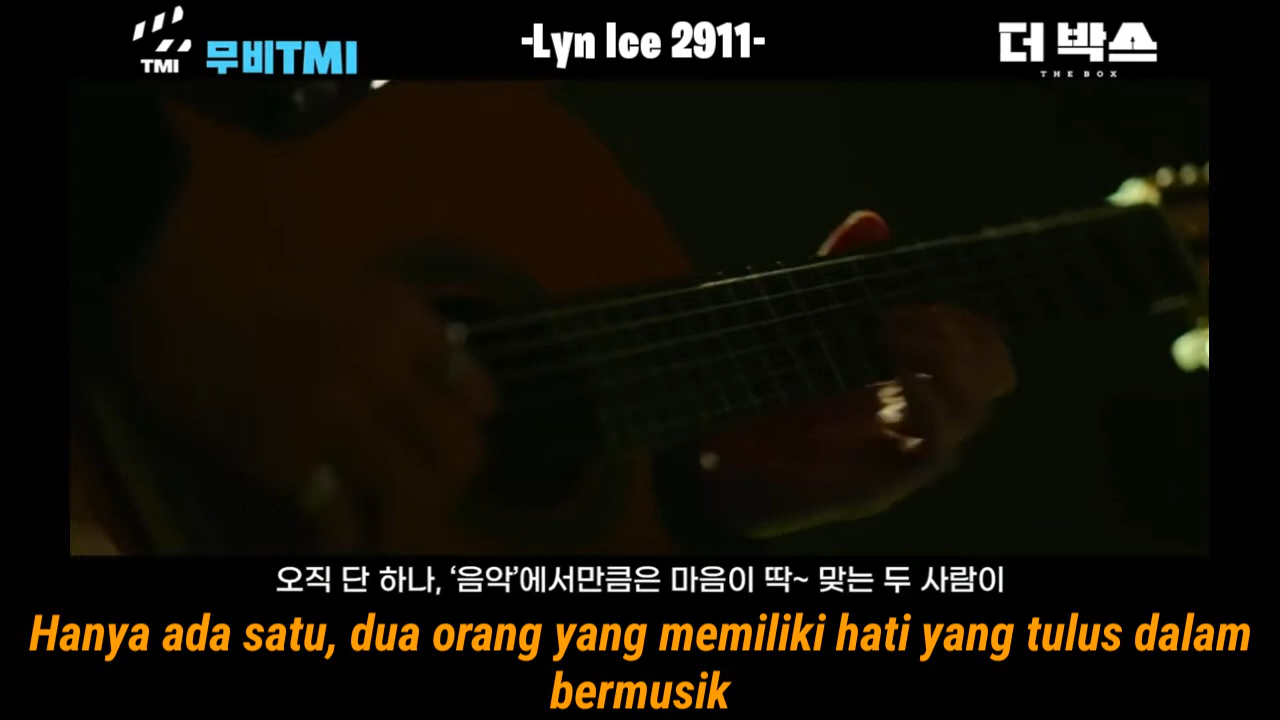 TMI 무비TMI
-Lyn Ice 2911-
더 박스
THE BOX
오직 단 하나, ‘음악’에서만큼은 마음이 딱~ 맞는 두 사람이
Hanya ada satu, dua orang yang memiliki hati yang tulus dalam
bermusik